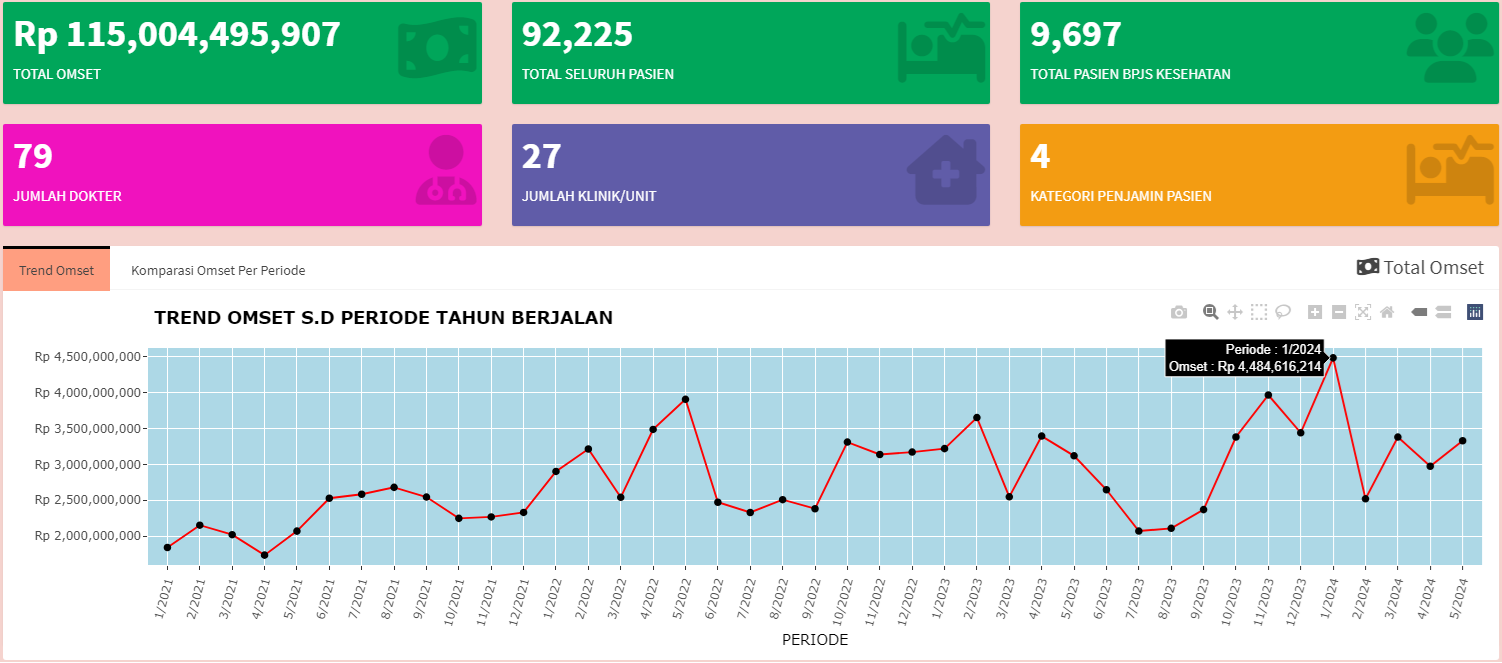 Rp 115,004,495,907
TOTAL OMSET
92,225
TOTAL SELURUH PASIEN
9,697
TOTAL PASIEN BPJS KESEHATAN
79
JUMLAH DOKTER
27
JUMLAH KLINIK/UNIT
4
KATEGORI PENJAMIN PASIEN
Trend Omset
Komparasi Omset Per Periode
Total Omset
TREND OMSET S.D PERIODE TAHUN BERJALAN
Periode : 1/2024
Omset : Rp 4,484,616,214
Rp 4,500,000,000
Rp 4,000,000,000
Rp 3,500,000,000
Rp 3,000,000,000
Rp 2,500,000,000
Rp 2,000,000,000
1/2021
2/2021
3/2021
4/2021
5/2021
6/2021
7/2021
8/2021
9/2021
10/2021
11/2021
12/2021
1/2022
2/2022
3/2022
4/2022
5/2022
6/2022
7/2022
8/2022
9/2022
10/2022
11/2022
12/2022
1/2023
2/2023
3/2023
4/2023
5/2023
6/2023
7/2023
8/2023
9/2023
10/2023
11/2023
12/2023
1/2024
2/2024
3/2024
4/2024
5/2024
PERIODE